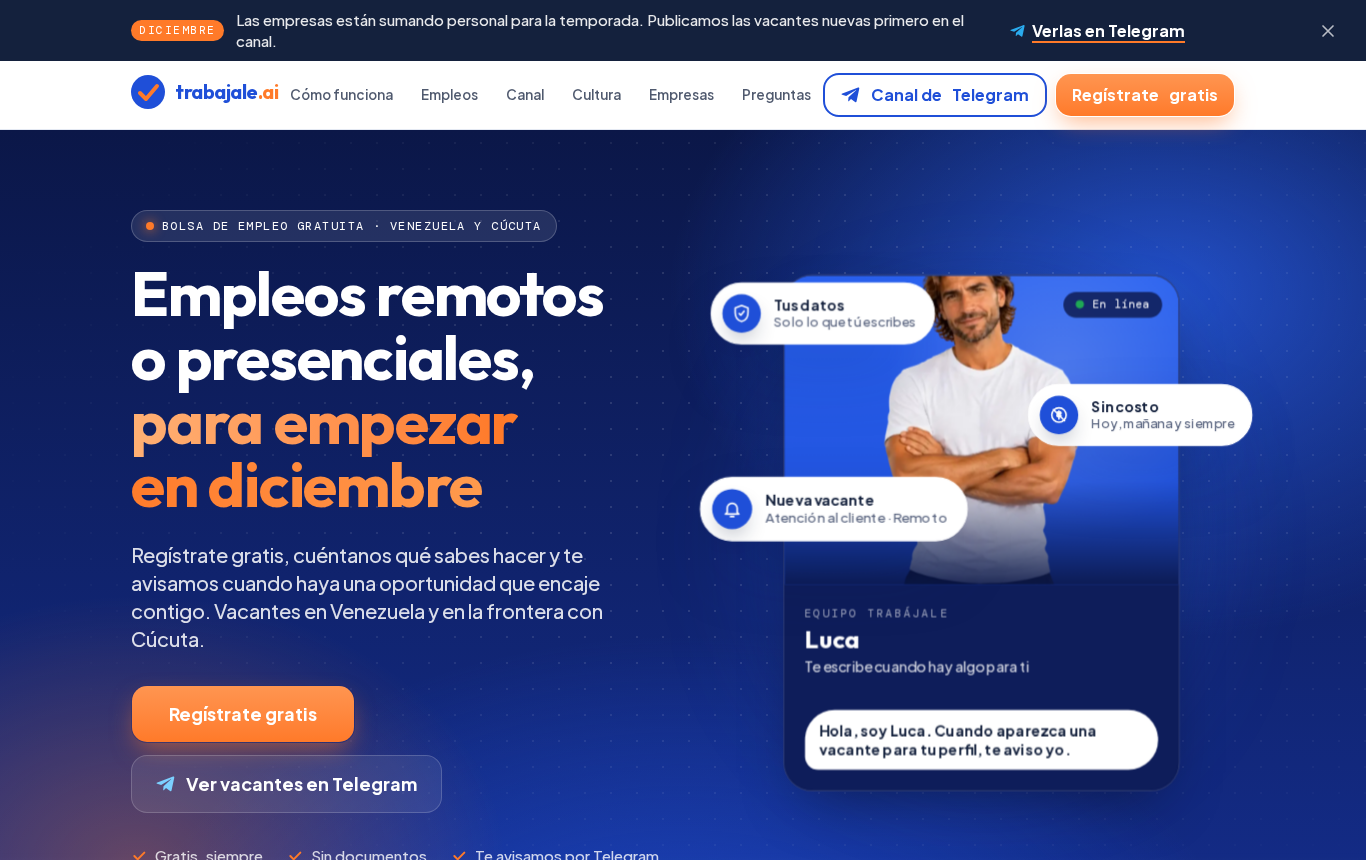 DICIEMBRE
Las empresas están sumando personal para la temporada. Publicamos las vacantes nuevas primero en el
canal.
Verlas en Telegram
trabajale.ai
Cómo funciona
Empleos
Canal
Cultura
Empresas
Preguntas
Canal de Telegram
Regístrate gratis
BOLSA DE EMPLEO GRATUITA · VENEZUELA Y CÚCUTA
Empleos remotos
o presenciales,
para empezar
en diciembre
Regístrate gratis, cuéntanos qué sabes hacer y te
avisamos cuando haya una oportunidad que encaje
contigo. Vacantes en Venezuela y en la frontera con
Cúcuta.
Regístrate gratis
Ver vacantes en Telegram
Gratis, siempre
Sin documentos
Te avisamos por Telegram
Tus datos
Solo lo que tú escribes
En línea
Sin costo
Hoy, mañana y siempre
Nueva vacante
Atención al cliente · Remoto
EQUIPO TRABÁJALE
Luca
Te escribe cuando hay algo para ti
Hola, soy Luca. Cuando aparezca una
vacante para tu perfil, te aviso yo.